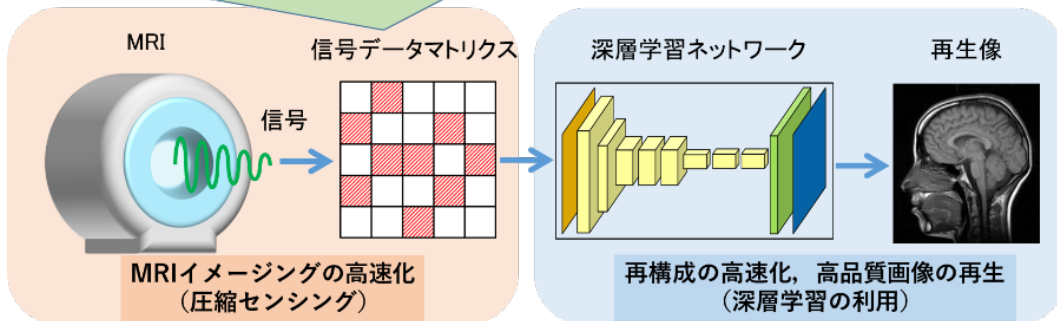 MRI
信号データマトリクス
信号
MRIイメージングの高速化
(圧縮センシング)
深層学習ネットワーク
再生像
再構成の高速化，高品質画像の再生
(深層学習の利用)